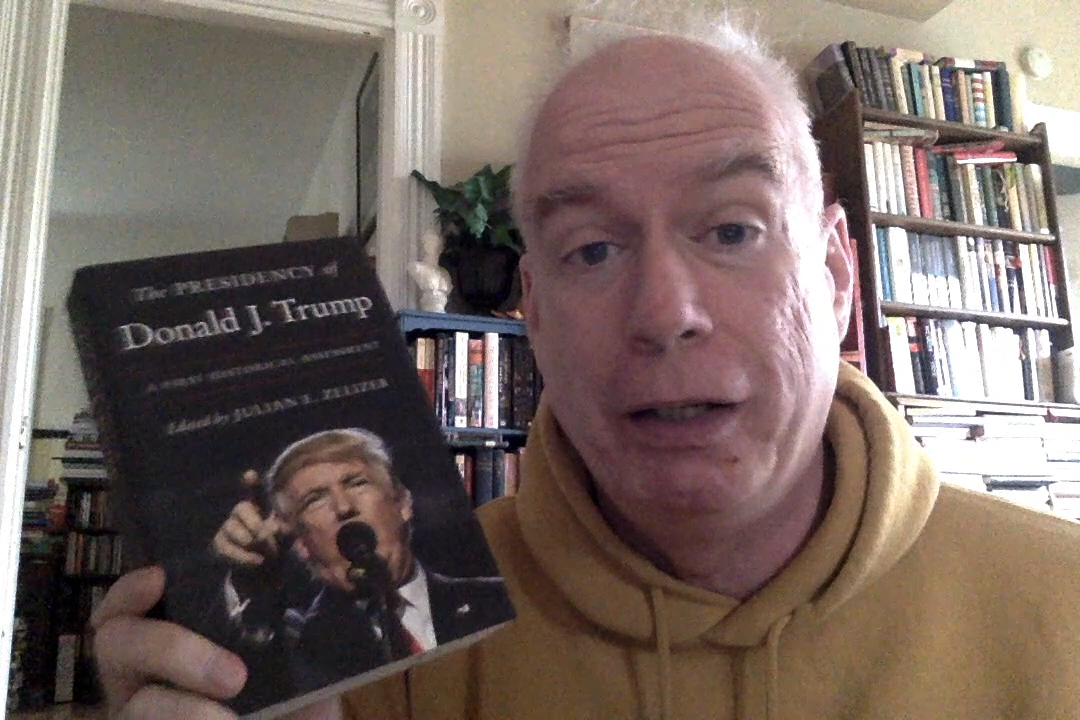 The PRESIDENCY of
Donald J. Trump
A FIRST HISTORICAL ASSESSMENT
Edited by JULIAN E. ZELIZER